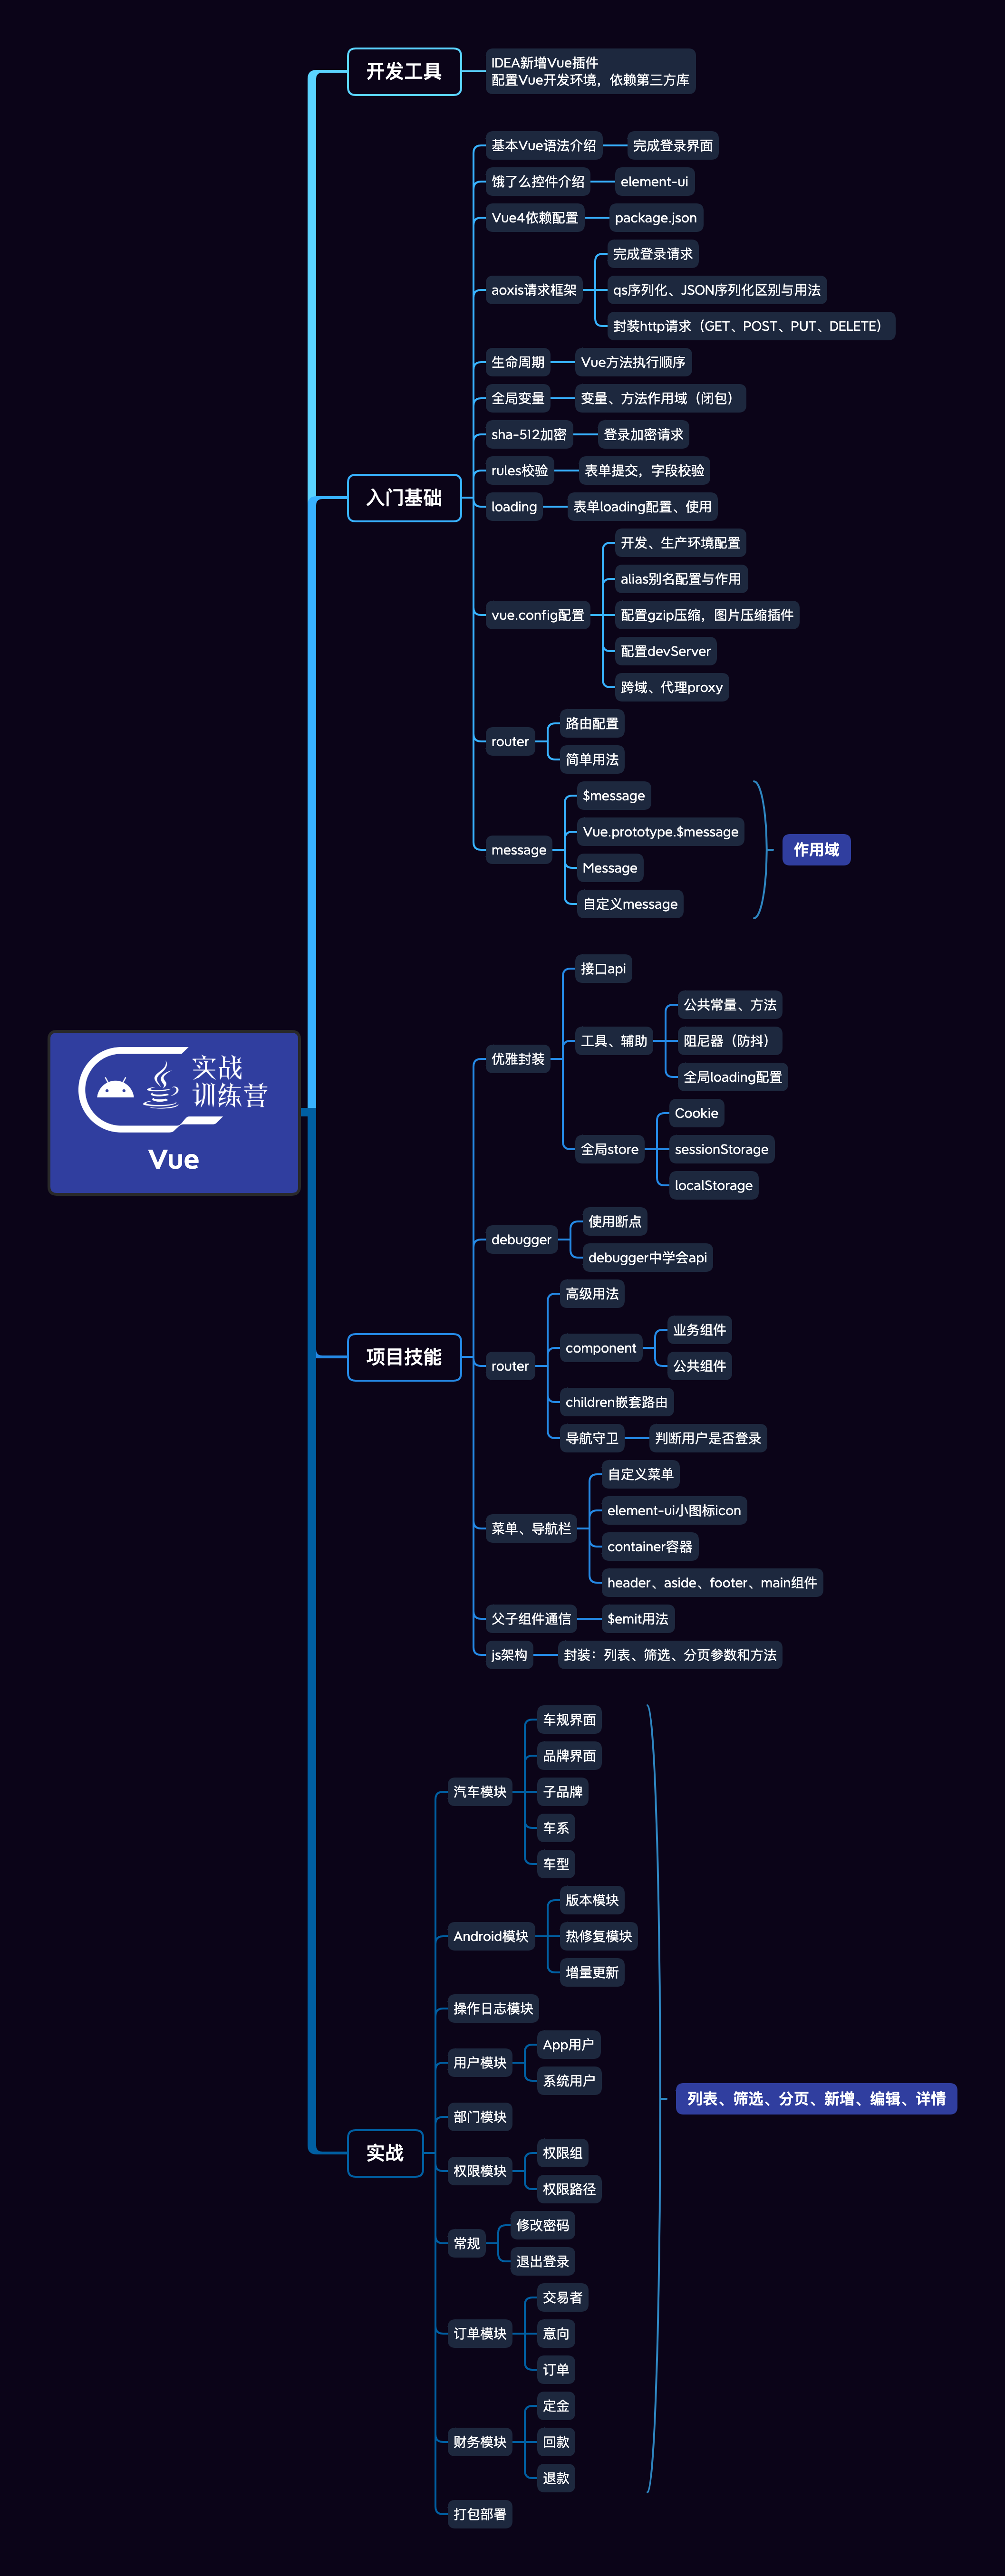 开发工具
IDEA新增Vue插件
配置Vue开发环境，依赖第三方库
入门基础
基本Vue语法介绍
完成登录界面
饿了么控件介绍
element-ui
Vue4依赖配置
package.json
aoxis请求框架
完成登录请求
qs序列化、JSON序列化区别与用法
封装http请求（GET、POST、PUT、DELETE）
生命周期
Vue方法执行顺序
全局变量
变量、方法作用域（闭包）
sha-512加密
登录加密请求
rules校验
表单提交，字段校验
loading
表单loading配置、使用
vue.config配置
开发、生产环境配置
alias别名配置与作用
配置gzip压缩，图片压缩插件
配置devServer
跨域、代理proxy
router
路由配置
简单用法
message
$message
Vue.prototype.$message
Message
自定义message
作用域
实战
训练营
Vue
项目技能
优雅封装
接口api
工具、辅助
公共常量、方法
阻尼器（防抖）
全局loading配置
全局store
Cookie
sessionStorage
localStorage
debugger
使用断点
debugger中学会api
router
高级用法
component
业务组件
公共组件
children嵌套路由
导航守卫
判断用户是否登录
菜单、导航栏
自定义菜单
element-ui小图标icon
container容器
header、aside、footer、main组件
父子组件通信
$emit用法
js架构
封装：列表、筛选、分页参数和方法
实战
汽车模块
车规界面
品牌界面
子品牌
车系
车型
Android模块
版本模块
热修复模块
增量更新
操作日志模块
用户模块
App用户
系统用户
部门模块
权限模块
权限组
权限路径
常规
修改密码
退出登录
订单模块
交易者
意向
订单
财务模块
定金
回款
退款
打包部署
列表、筛选、分页、新增、编辑、详情